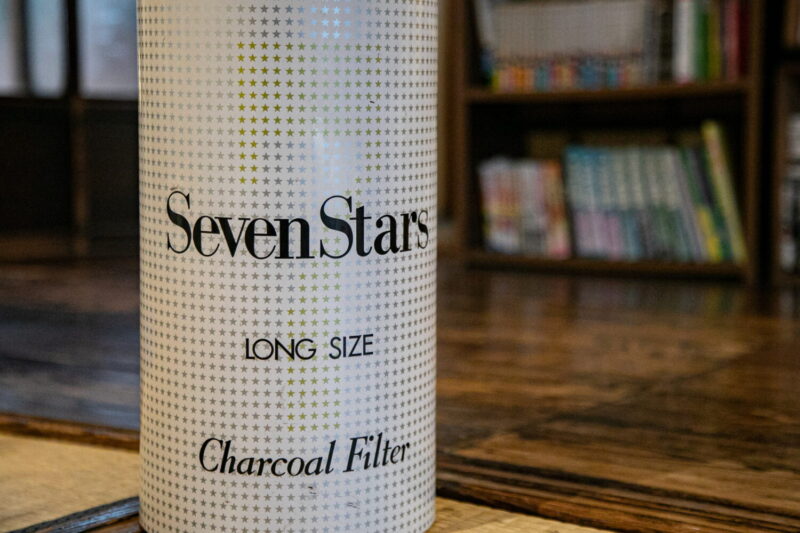 Seven Stars
LONG SIZE
Charcoal Filter